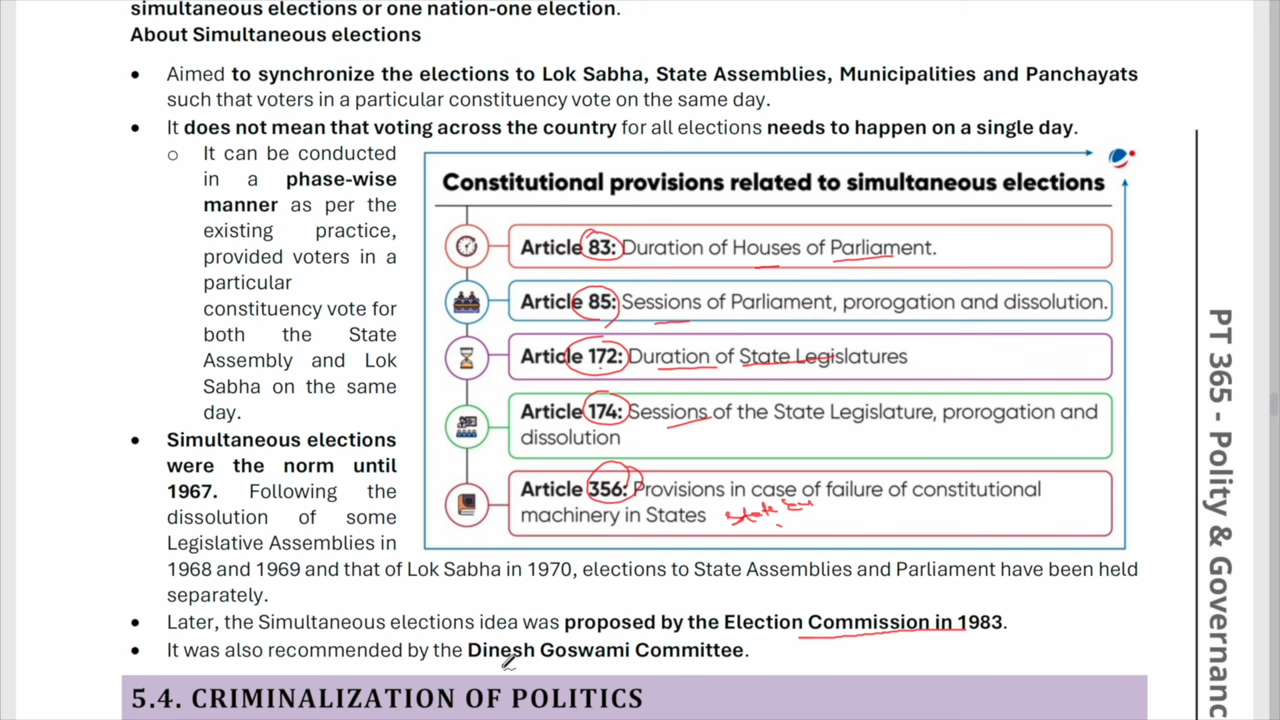 simultaneous elections or one nation-one election.
About Simultaneous elections
• Aimed to synchronize the elections to Lok Sabha, State Assemblies, Municipalities and Panchayats
such that voters in a particular constituency vote on the same day.
• It does not mean that voting across the country for all elections needs to happen on a single day.
o It can be conducted
in a phase-wise
manner as per the
existing practice,
provided voters in a
particular
constituency vote for
both the State
Assembly and Lok
Sabha on the same
day.
Constitutional provisions related to simultaneous elections
Article 83: Duration of Houses of Parliament.
Article 85: Sessions of Parliament, prorogation and dissolution.
Article 172: Duration of State Legislatures
Article 174: Sessions of the State Legislature, prorogation and
dissolution
Article 356: Provisions in case of failure of constitutional
machinery in States
State
• Simultaneous elections
were the norm until
1967. Following the
dissolution of some
Legislative Assemblies in
1968 and 1969 and that of Lok Sabha in 1970, elections to State Assemblies and Parliament have been held
separately.
• Later, the Simultaneous elections idea was proposed by the Election Commission in 1983.
• It was also recommended by the Dinesh Goswami Committee.
5.4. CRIMINALIZATION OF POLITICS
PT 365 - Polity & Governanc